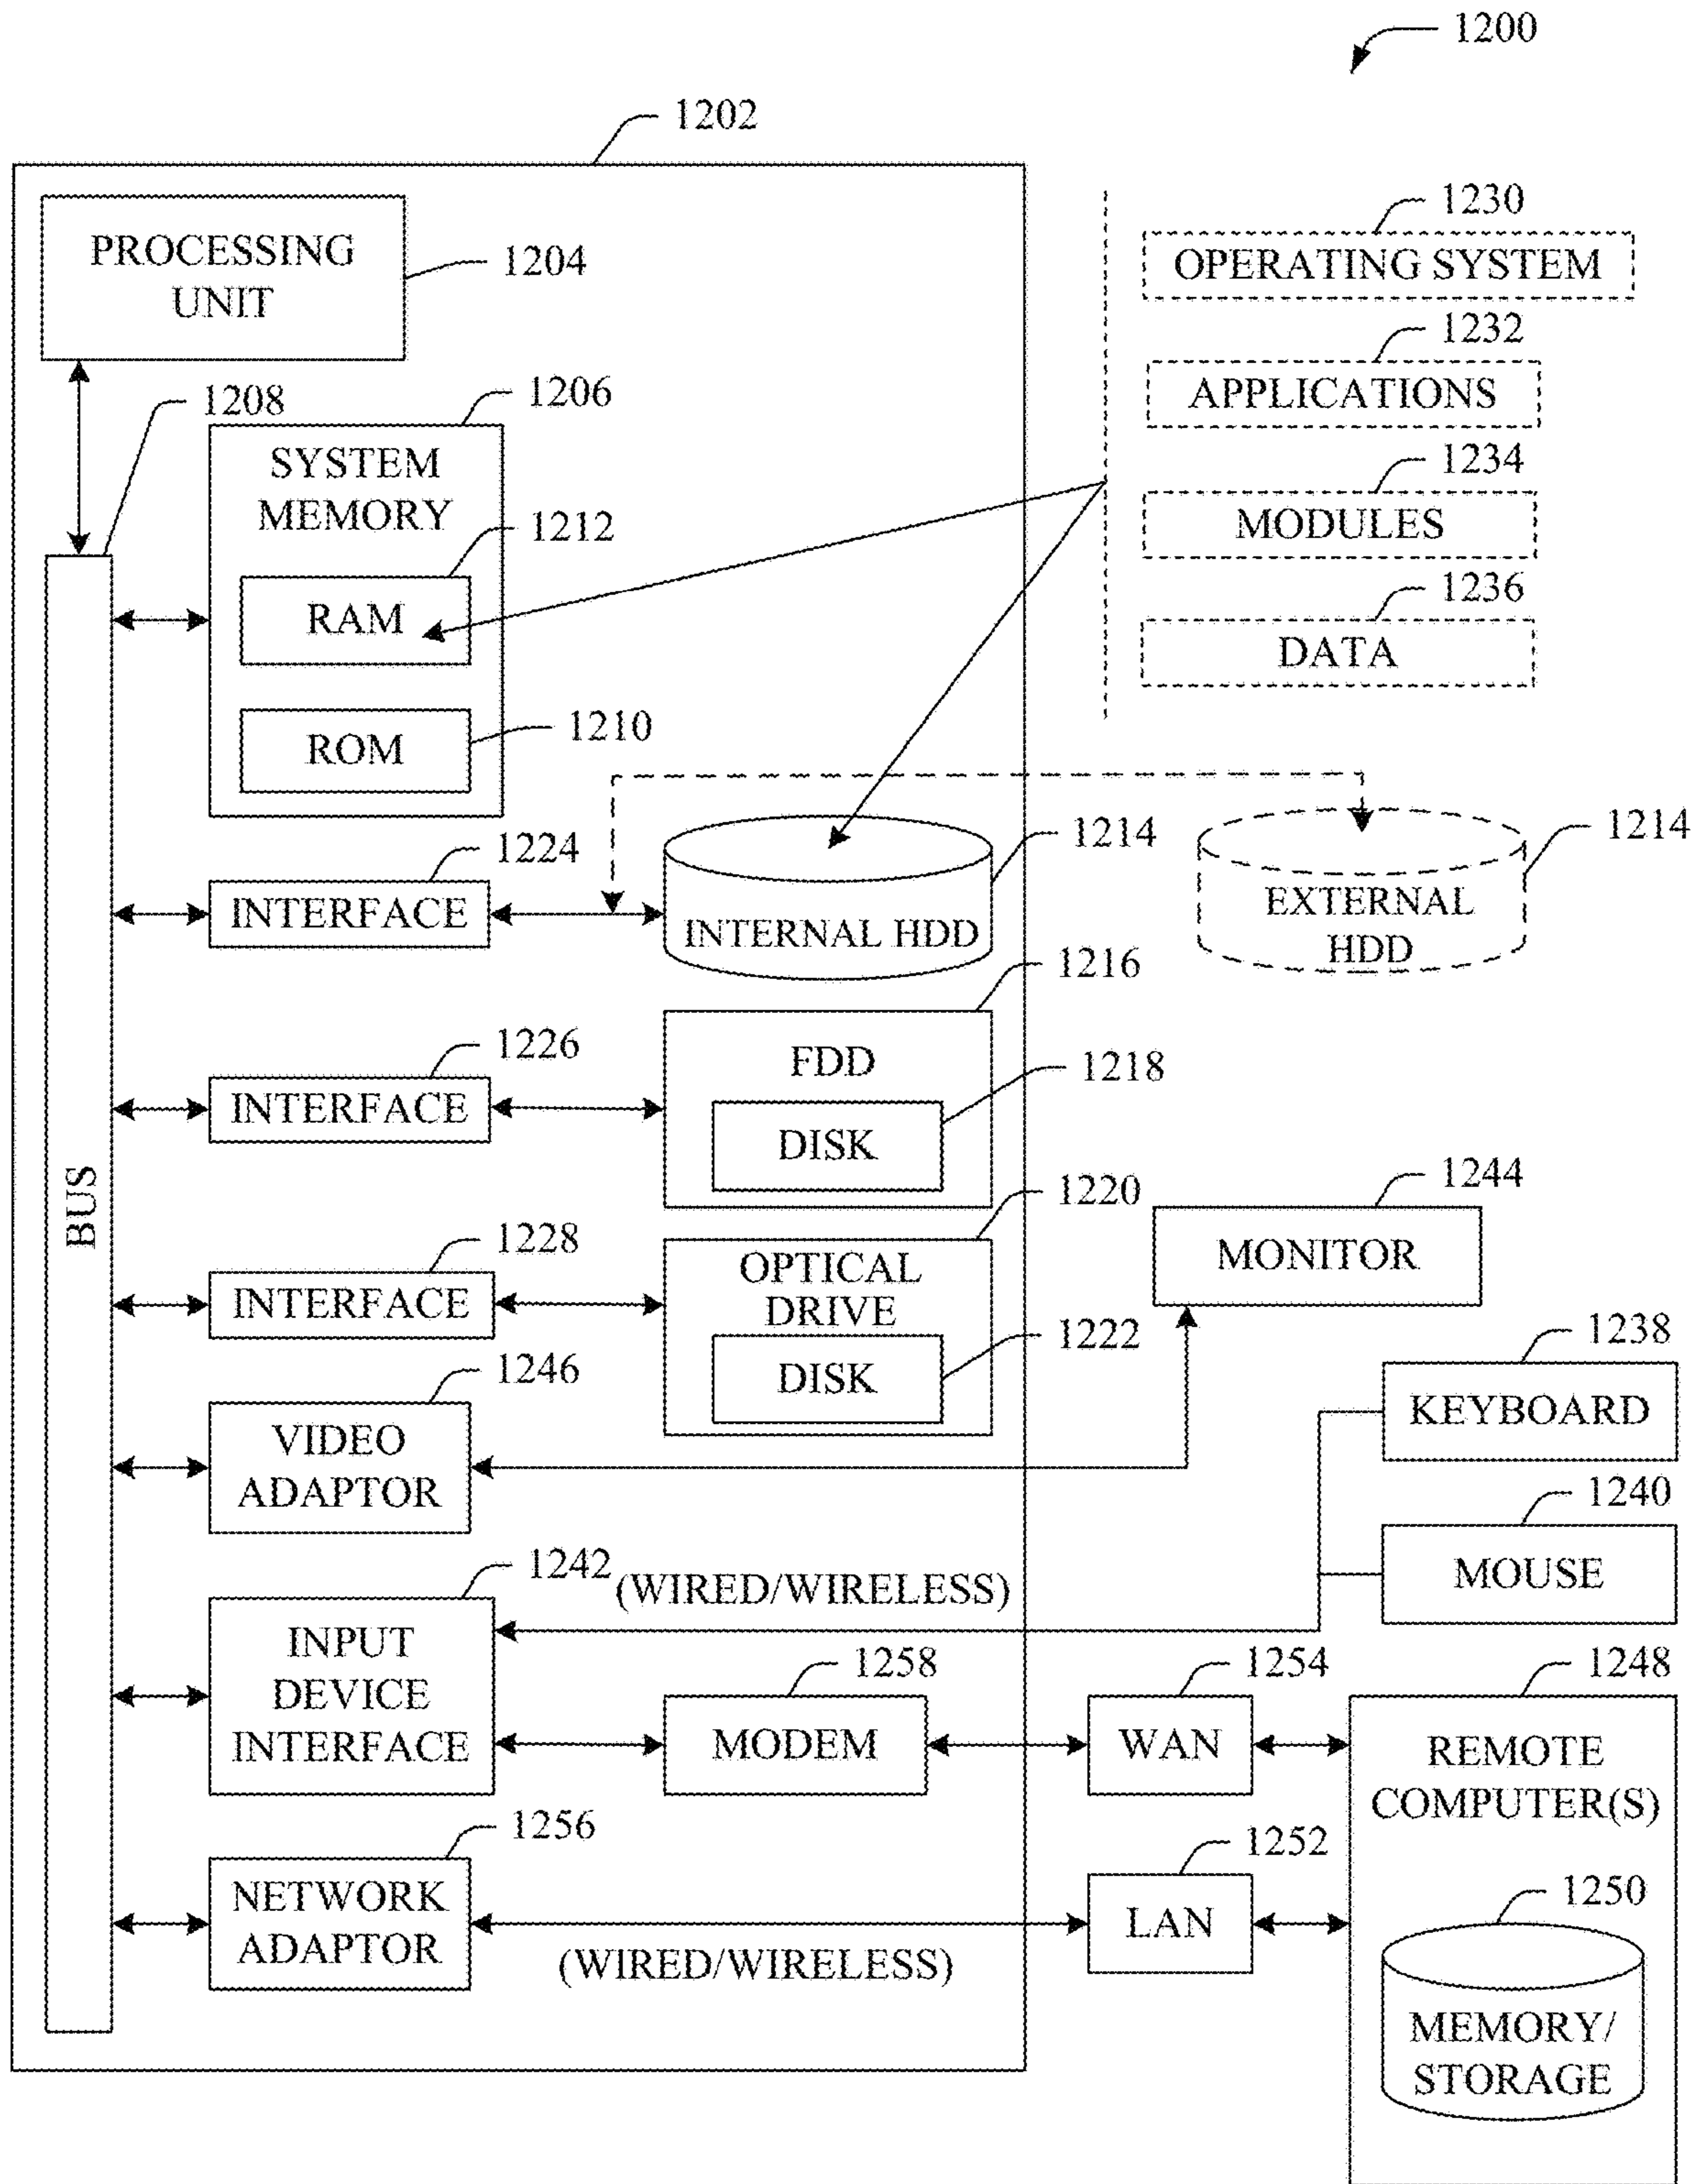 1200
1202
PROCESSING
UNIT
1204
1230
OPERATING SYSTEM
1232
APPLICATIONS
1234
MODULES
1236
DATA
1208
1206
SYSTEM
MEMORY
1212
RAM
1210
ROM
BUS
1224
INTERFACE
1214
INTERNAL HDD
1214
EXTERNAL
HDD
1226
INTERFACE
1216
FDD
1218
DISK
1228
INTERFACE
1220
OPTICAL
DRIVE
1222
DISK
1244
MONITOR
1246
VIDEO
ADAPTOR
1238
KEYBOARD
1240
MOUSE
1242
(WIRED/WIRELESS)
INPUT
DEVICE
INTERFACE
1258
MODEM
1254
WAN
1248
REMOTE
COMPUTER(S)
1256
NETWORK
ADAPTOR
(WIRED/WIRELESS)
1252
LAN
1250
MEMORY/
STORAGE